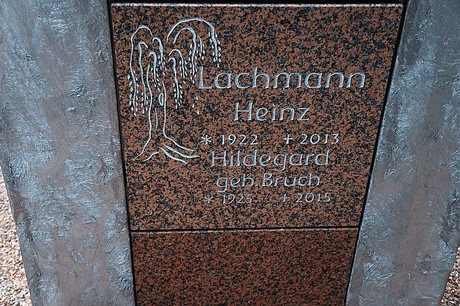 Lachmann
Heinz
* 1922 + 2013
Hildegard
geb. Bruch
* 1925 + 2015